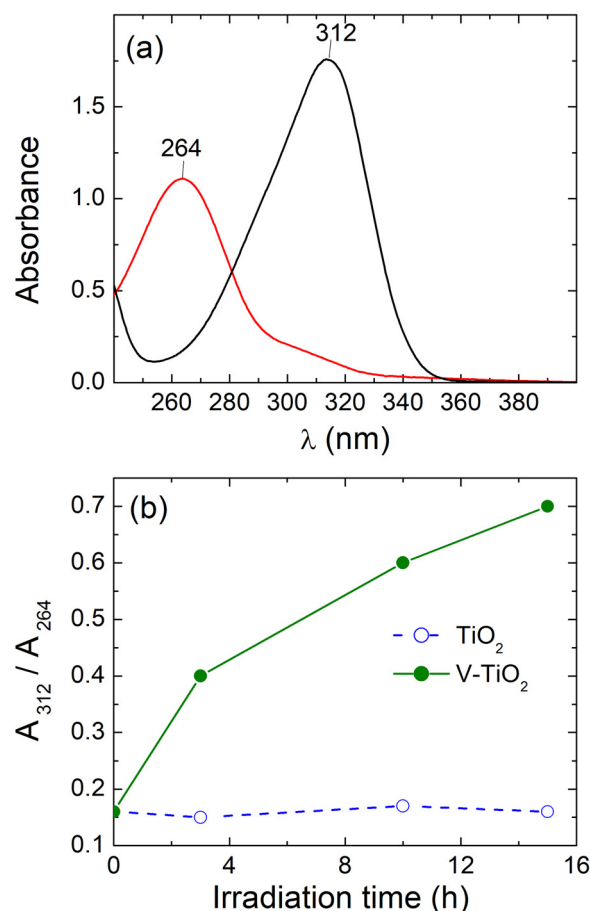 (a)
312
264
1.5
1.0
0.5
0.0
Absorbance
260 280 300 320 340 360 380
λ (nm)
(b)
0.7
0.6
0.5
0.4
0.3
0.2
0.1
A₃₁₂ / A₂₆₄
TiO₂
V-TiO₂
0 4 8 12 16
Irradiation time (h)